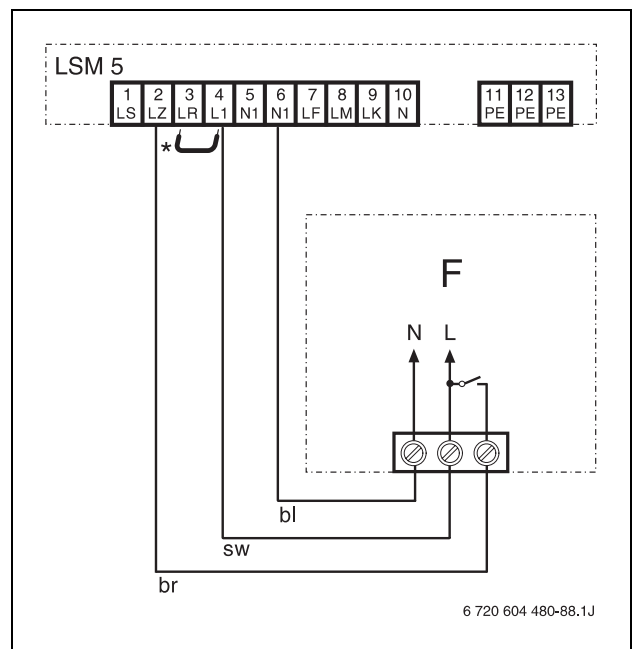 LSM 5
1 2 3 4 5 6 7 8 9 10 11 12 13
LS LZ LR L1 N1 N1 LF LM LK N PE PE PE
*
F
N L
bl
sw
br
6 720 604 480-88.1J